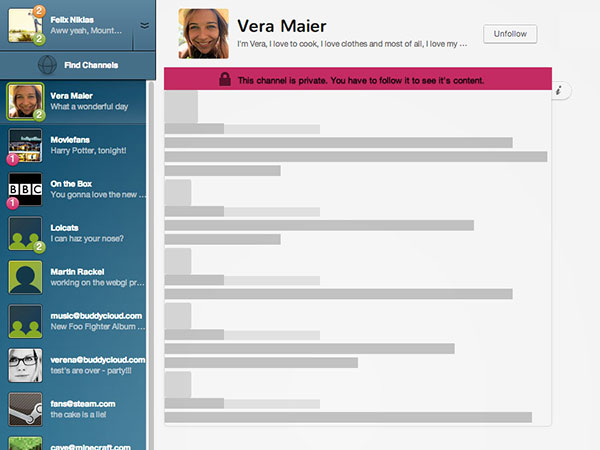 2
Felix Niklas
Aww yeah, Mount...
2
Find Channels
Vera Maier
What a wonderful day
2
Moviefans
Harry Potter, tonight!
1
On the Box
BBC
You gonna love the new ...
1
Lolcats
I can haz your nose?
2
Martin Rackel
working on the webgl pr...
music@buddycloud.com
New Foo Fighter Album ...
verena@buddycloud.com
test's are over - party!!!
fans@steam.com
the cake is a lie!
cave@minecraft.com
Vera Maier
I'm Vera, I love to cook, I love clothes and most of all, I love my ...
Unfollow
This channel is private. You have to follow it to see it's content.
i